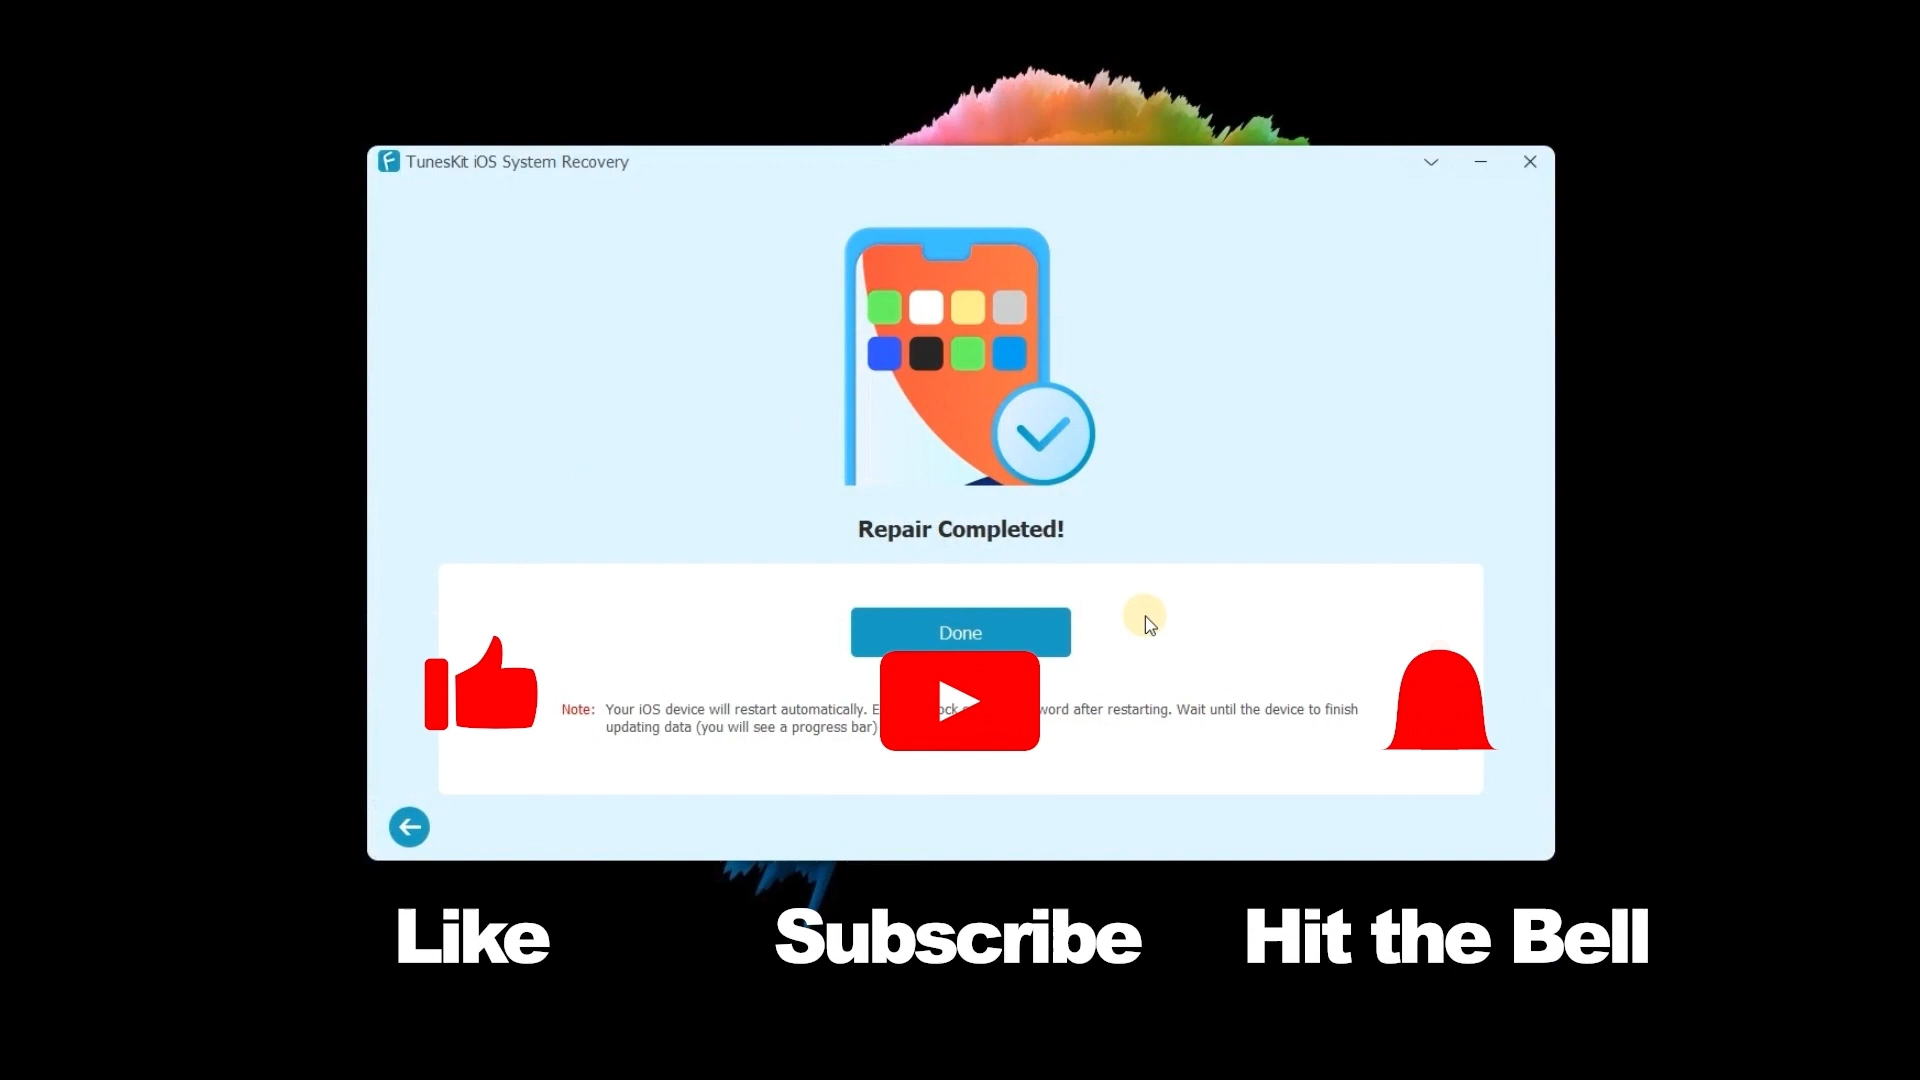 TunesKit iOS System Recovery
Repair Completed!
Done
Note: Your iOS device will restart automatically. word after restarting. Wait until the device to finish
updating data (you will see a progress bar)
Like Subscribe Hit the Bell